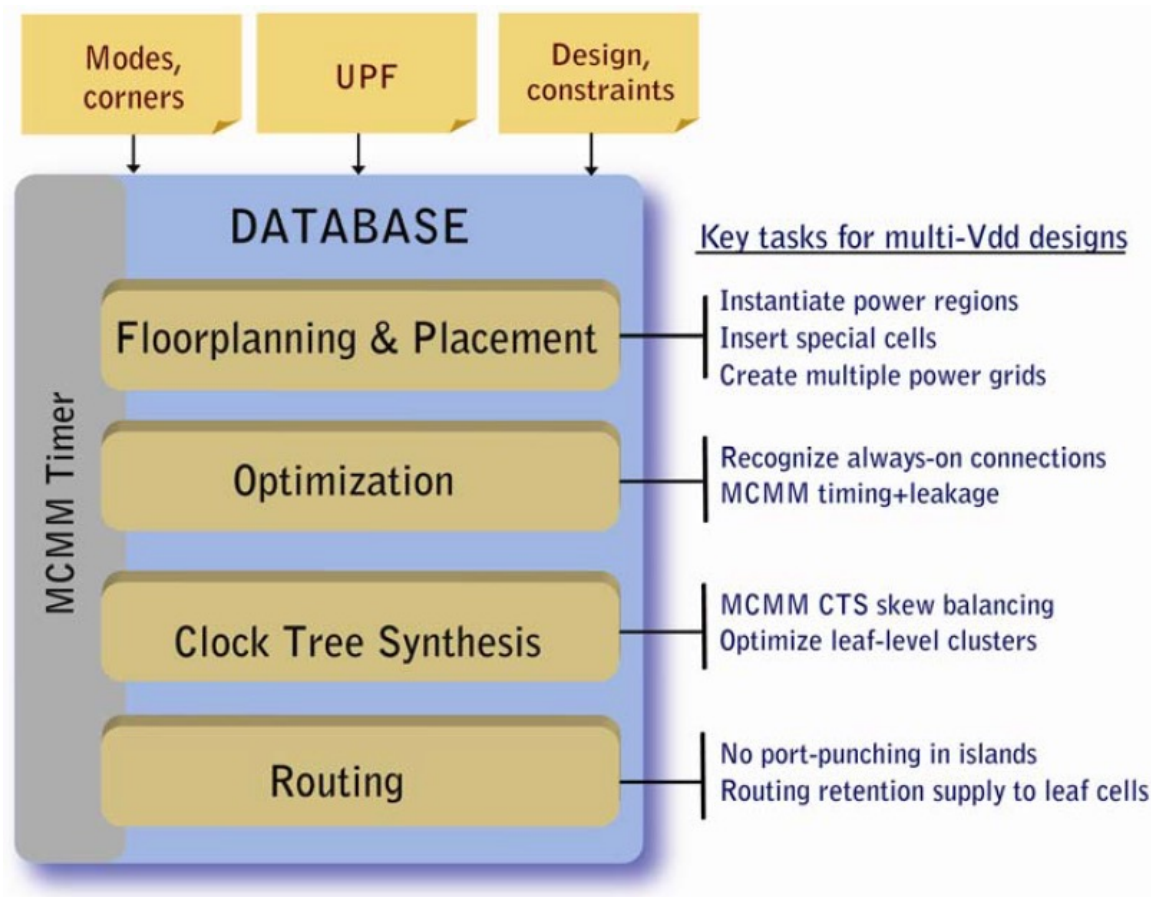 Modes,
corners
UPF
Design,
constraints
DATABASE
Key tasks for multi-Vdd designs
MCMM Timer
Floorplanning & Placement
Instantiate power regions
Insert special cells
Create multiple power grids
Optimization
Recognize always-on connections
MCMM timing+leakage
Clock Tree Synthesis
MCMM CTS skew balancing
Optimize leaf-level clusters
Routing
No port-punching in islands
Routing retention supply to leaf cells